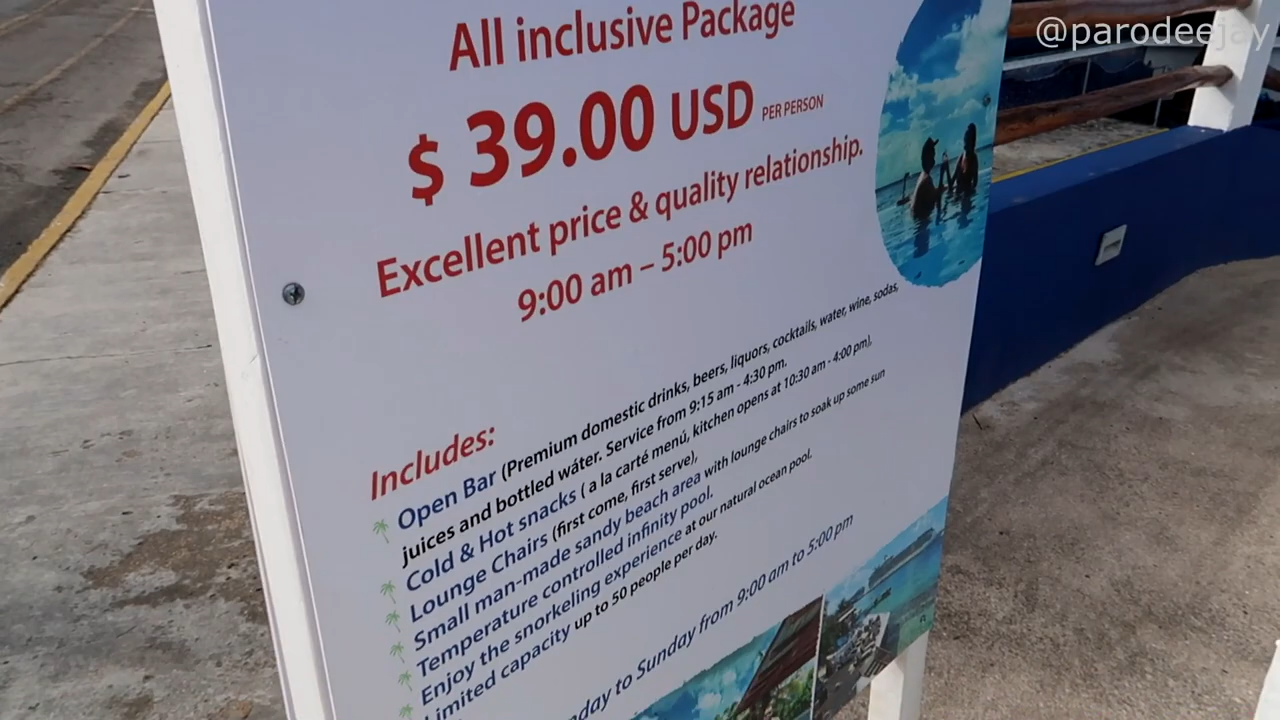 @parodeejay
All inclusive Package
$ 39.00 USD PER PERSON
Excellent price & quality relationship.
9:00 am – 5:00 pm
Includes:
Open Bar (Premium domestic drinks, beers, liquors, cocktails, water, wine, sodas,
juices and bottled wáter. Service from 9:15 am - 4:30 pm.
Cold & Hot snacks ( a la carté menú, kitchen opens at 10:30 am - 4:00 pm),
Lounge Chairs (first come, first serve),
Small man-made sandy beach area with lounge chairs to soak up some sun
Temperature controlled infinity pool.
Enjoy the snorkeling experience at our natural ocean pool.
Limited capacity up to 50 people per day.
to Sunday from 9:00 am to 5:00 pm